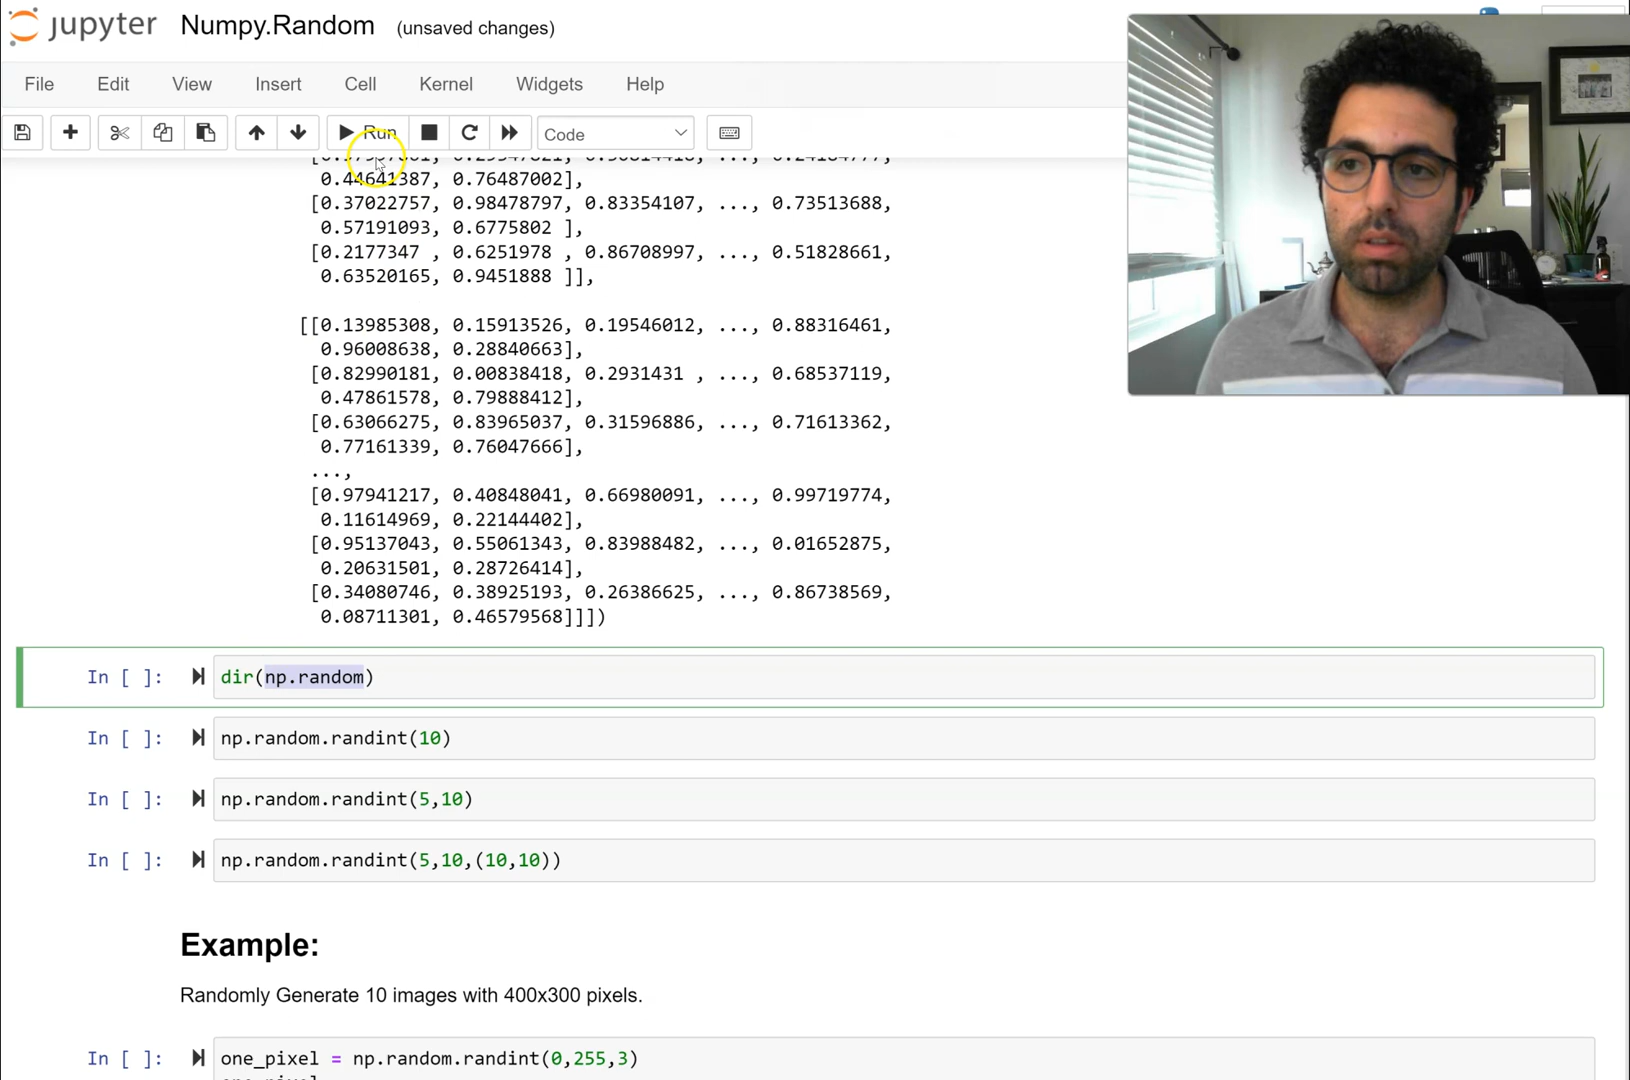 jupyter Numpy.Random (unsaved changes)
File Edit View Insert Cell Kernel Widgets Help
Run Code
0.44641387, 0.76487002],
[0.37022757, 0.98478797, 0.83354107, ..., 0.73513688,
0.57191093, 0.6775802 ],
[0.2177347 , 0.6251978 , 0.86708997, ..., 0.51828661,
0.63520165, 0.9451888 ]],
[[0.13985308, 0.15913526, 0.19546012, ..., 0.88316461,
0.96008638, 0.28840663],
[0.82990181, 0.00838418, 0.2931431 , ..., 0.68537119,
0.47861578, 0.79888412],
[0.63066275, 0.83965037, 0.31596886, ..., 0.71613362,
0.77161339, 0.76047666],
...,
[0.97941217, 0.40848041, 0.66980091, ..., 0.99719774,
0.11614969, 0.22144402],
[0.95137043, 0.55061343, 0.83988482, ..., 0.01652875,
0.20631501, 0.28726414],
[0.34080746, 0.38925193, 0.26386625, ..., 0.86738569,
0.08711301, 0.46579568]]])
In [ ]: dir(np.random)
In [ ]: np.random.randint(10)
In [ ]: np.random.randint(5,10)
In [ ]: np.random.randint(5,10,(10,10))
Example:
Randomly Generate 10 images with 400x300 pixels.
In [ ]: one_pixel = np.random.randint(0,255,3)